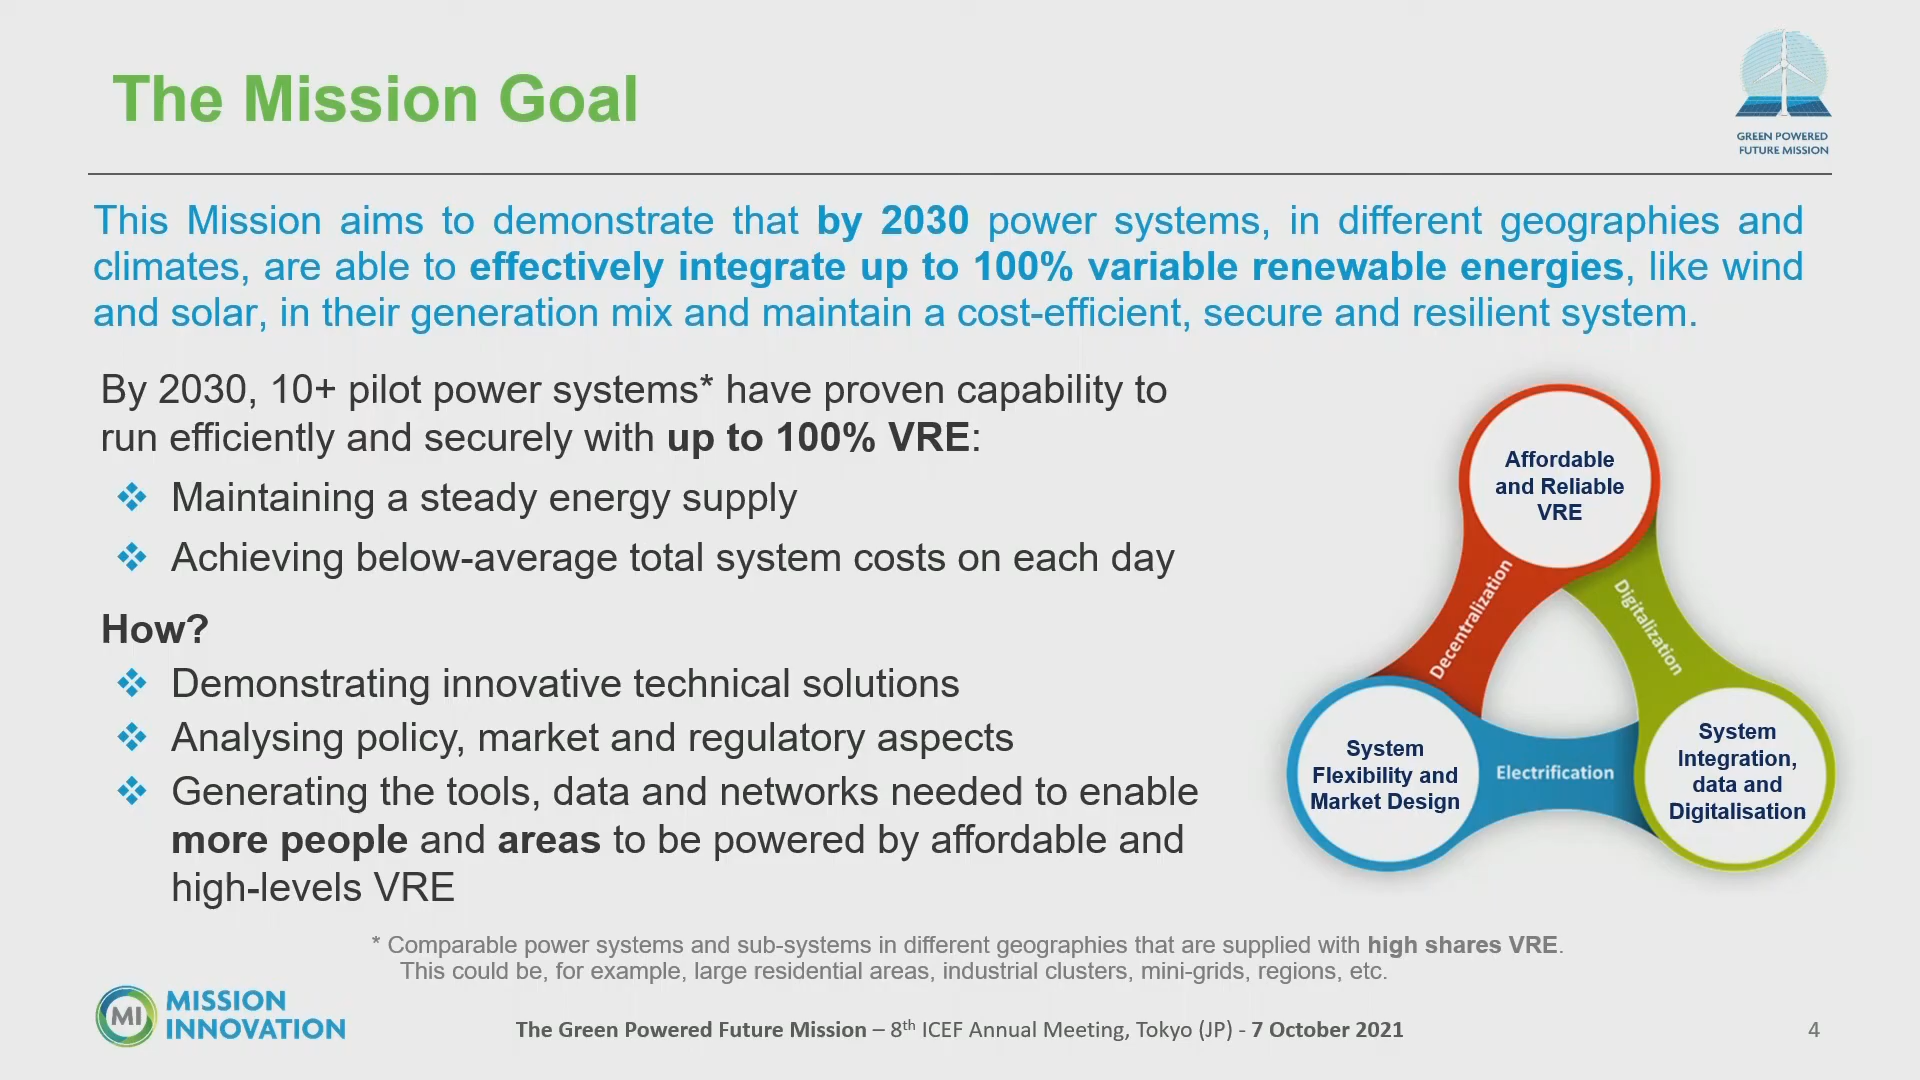 The Mission Goal
GREEN POWERED
FUTURE MISSION
This Mission aims to demonstrate that by 2030 power systems, in different geographies and
climates, are able to effectively integrate up to 100% variable renewable energies, like wind
and solar, in their generation mix and maintain a cost-efficient, secure and resilient system.
By 2030, 10+ pilot power systems* have proven capability to
run efficiently and securely with up to 100% VRE:
❖ Maintaining a steady energy supply
❖ Achieving below-average total system costs on each day
How?
❖ Demonstrating innovative technical solutions
❖ Analysing policy, market and regulatory aspects
❖ Generating the tools, data and networks needed to enable
more people and areas to be powered by affordable and
high-levels VRE
Affordable
and Reliable
VRE
Decentralization
Digitalization
System
Flexibility and
Market Design
Electrification
System
Integration,
data and
Digitalisation
* Comparable power systems and sub-systems in different geographies that are supplied with high shares VRE.
This could be, for example, large residential areas, industrial clusters, mini-grids, regions, etc.
MI
MISSION
INNOVATION
The Green Powered Future Mission – 8th ICEF Annual Meeting, Tokyo (JP) - 7 October 2021
4